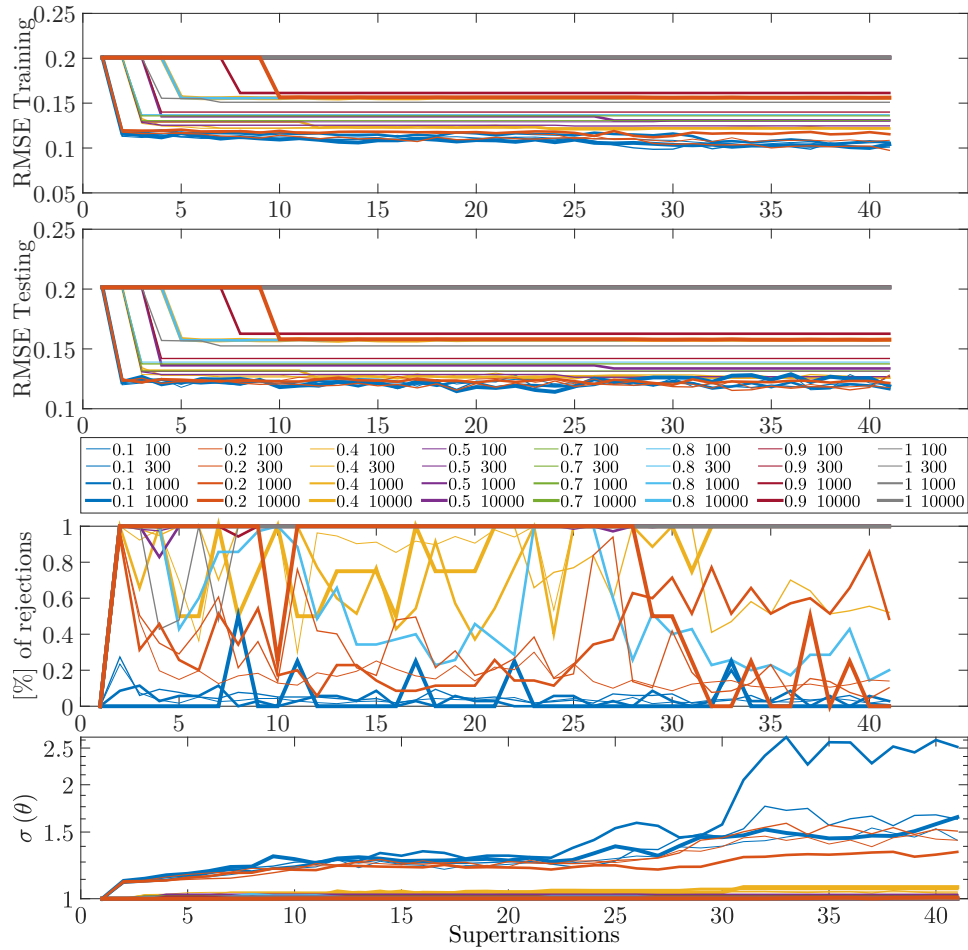 0.25
0.2
0.15
0.1
0.05
RMSE Training
0 5 10 15 20 25 30 35 40
0.25
0.2
0.15
0.1
RMSE Testing
0 5 10 15 20 25 30 35 40
0.1 100 0.2 100 0.4 100 0.5 100 0.7 100 0.8 100 0.9 100 1 100
0.1 300 0.2 300 0.4 300 0.5 300 0.7 300 0.8 300 0.9 300 1 300
0.1 1000 0.2 1000 0.4 1000 0.5 1000 0.7 1000 0.8 1000 0.9 1000 1 1000
0.1 10000 0.2 10000 0.4 10000 0.5 10000 0.7 10000 0.8 10000 0.9 10000 1 10000
1
0.8
0.6
0.4
0.2
0
[%] of rejections
5 10 15 20 25 30 35 40
2.5
2
1.5
1
σ (θ)
0 5 10 15 20 25 30 35 40
Supertransitions